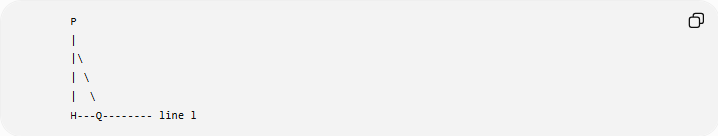 P
|
|\
| \
|  \
H---Q-------- line l